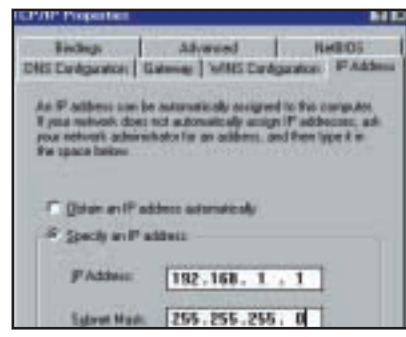 TCP/IP Properties
Bindings Advanced NetBIOS
DNS Configuration Gateway WINS Configuration IP Address
An IP address can be automatically assigned to this computer.
If your network does not automatically assign IP addresses, ask
your network administrator for an address, and then type it in
the space below.
Obtain an IP address automatically
Specify an IP address:
IP Address: 192.168. 1 . 1
Subnet Mask: 255.255.255. 0